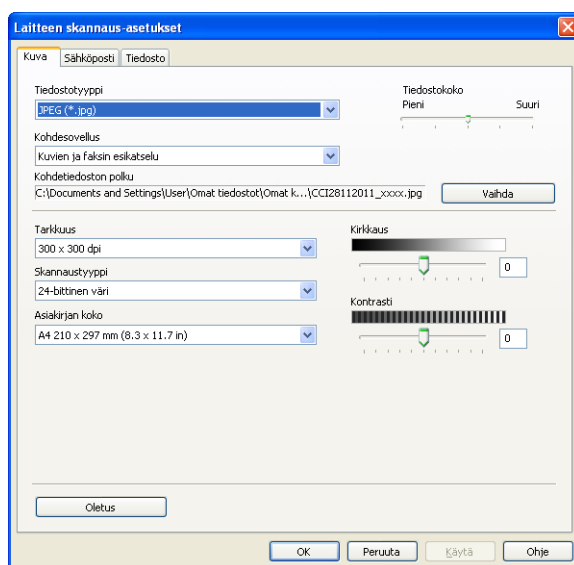 Laitteen skannaus-asetukset
Kuva Sähköposti Tiedosto
Tiedostotyyppi
JPEG (*.jpg)
Tiedostokoko
Pieni Suuri
Kohdesovellus
Kuvien ja faksin esikatselu
Kohdetiedoston polku
C:\Documents and Settings\User\Omat tiedostot\Omat k...\CCI28112011_xxxx.jpg
Vaihda
Tarkkuus
300 x 300 dpi
Skannaustyyppi
24-bittinen väri
Asiakirjan koko
A4 210 x 297 mm (8.3 x 11.7 in)
Kirkkaus
0
Kontrasti
0
Oletus
OK Peruuta Käytä Ohje